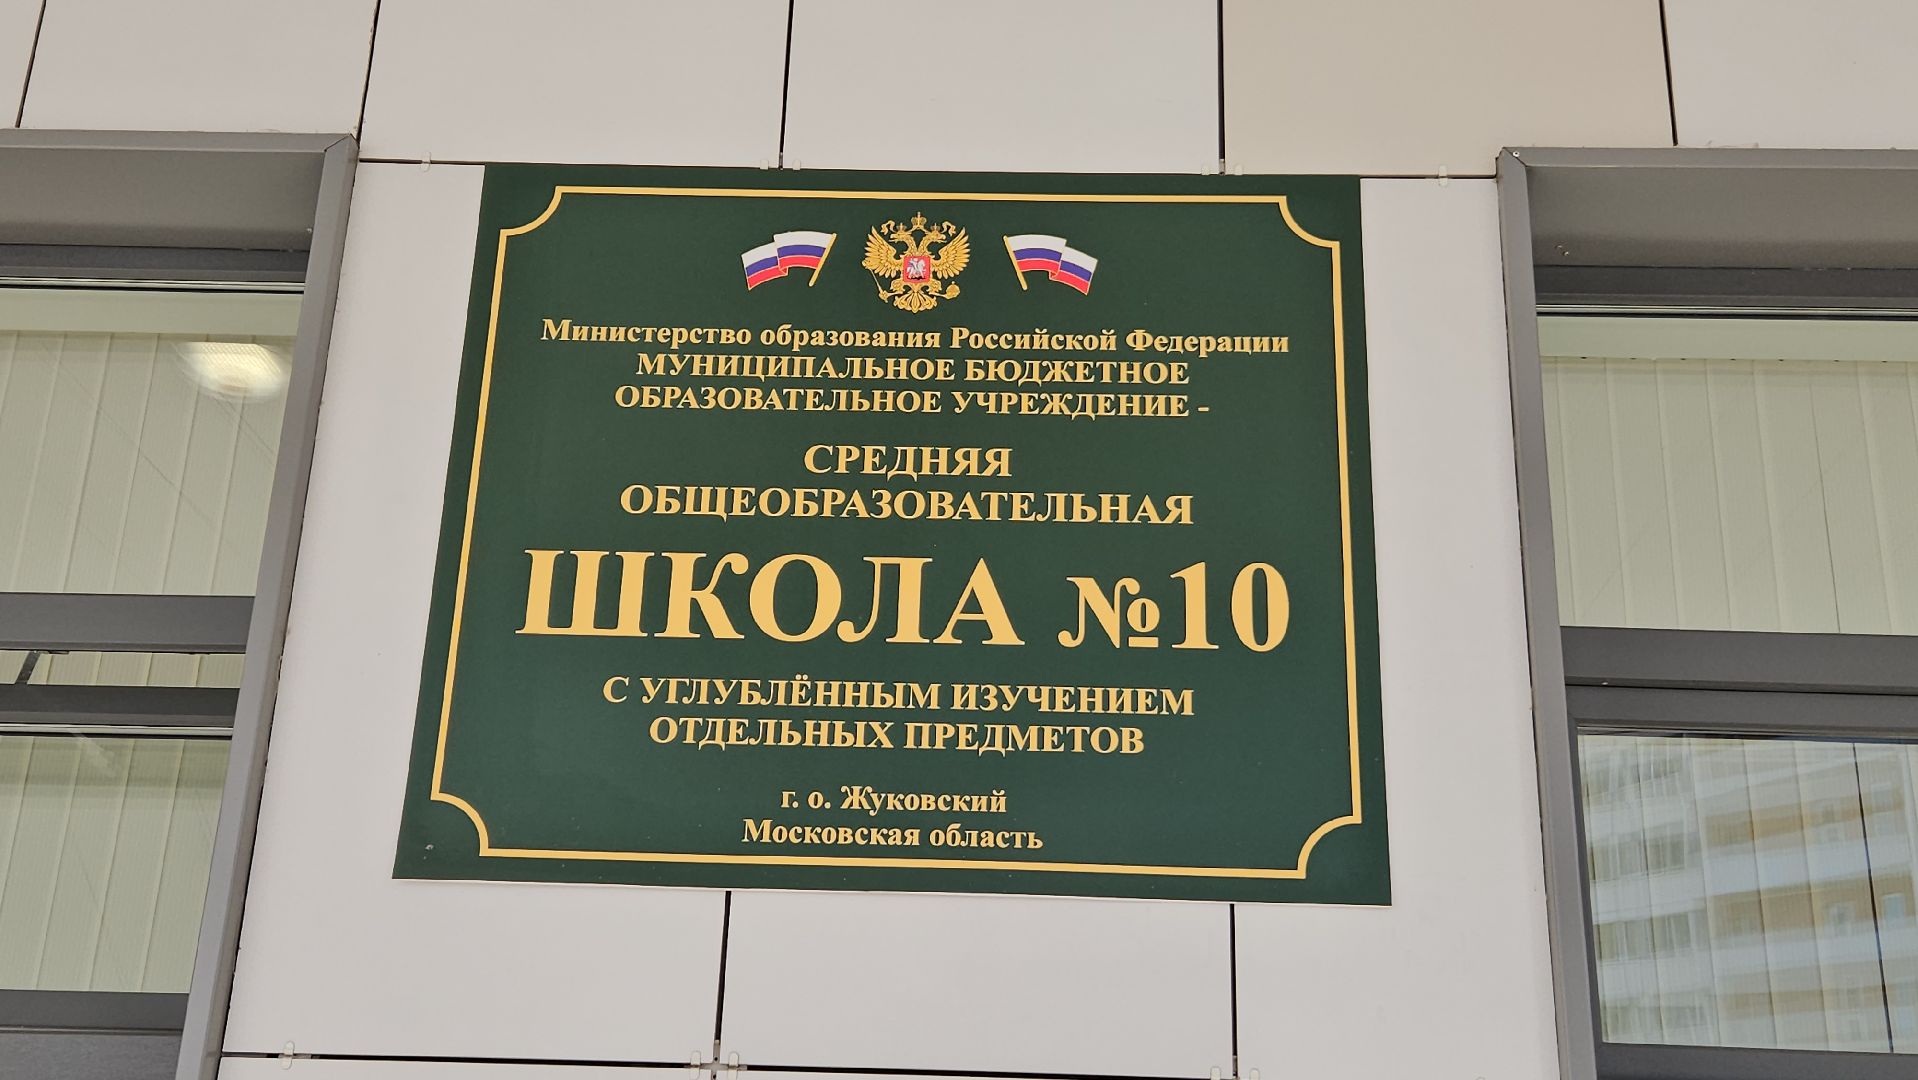 Министерство образования Российской Федерации
МУНИЦИПАЛЬНОЕ БЮДЖЕТНОЕ
ОБРАЗОВАТЕЛЬНОЕ УЧРЕЖДЕНИЕ -
СРЕДНЯЯ
ОБЩЕОБРАЗОВАТЕЛЬНАЯ
ШКОЛА №10
С УГЛУБЛЁННЫМ ИЗУЧЕНИЕМ
ОТДЕЛЬНЫХ ПРЕДМЕТОВ
г. о. Жуковский
Московская область